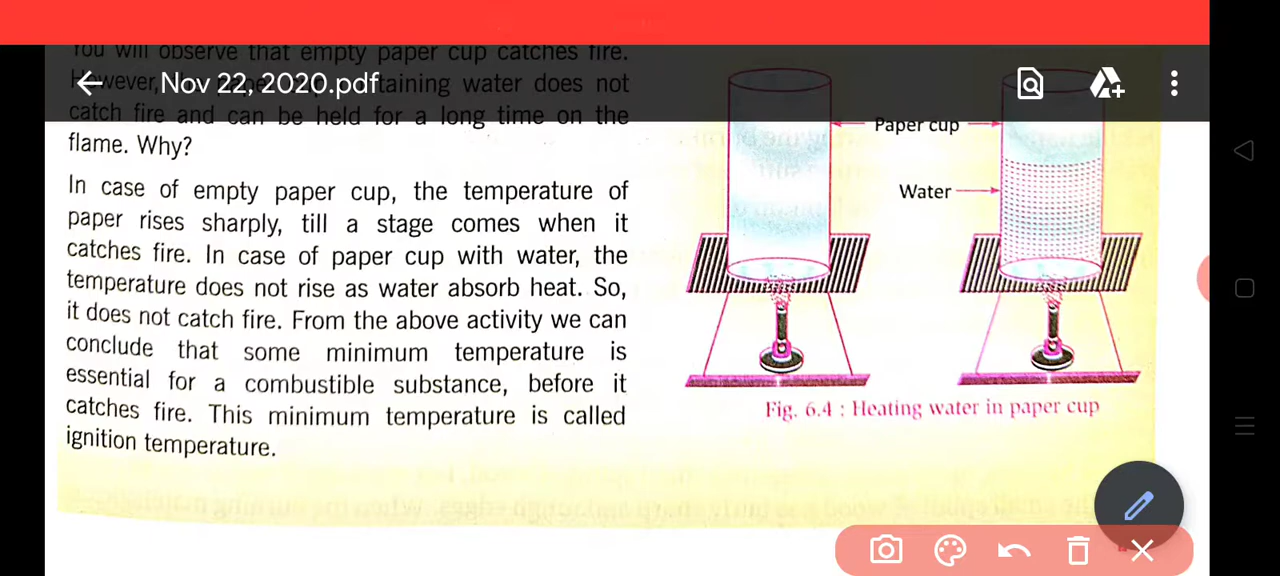 You will observe that empty paper cup catches fire.
Nov 22, 2020.pdf
However, taining water does not
catch fire and can be held for a long time on the
flame. Why?
In case of empty paper cup, the temperature of
paper rises sharply, till a stage comes when it
catches fire. In case of paper cup with water, the
temperature does not rise as water absorb heat. So,
it does not catch fire. From the above activity we can
conclude that some minimum temperature is
essential for a combustible substance, before it
catches fire. This minimum temperature is called
ignition temperature.
Paper cup
Water
Fig. 6.4 : Heating water in paper cup